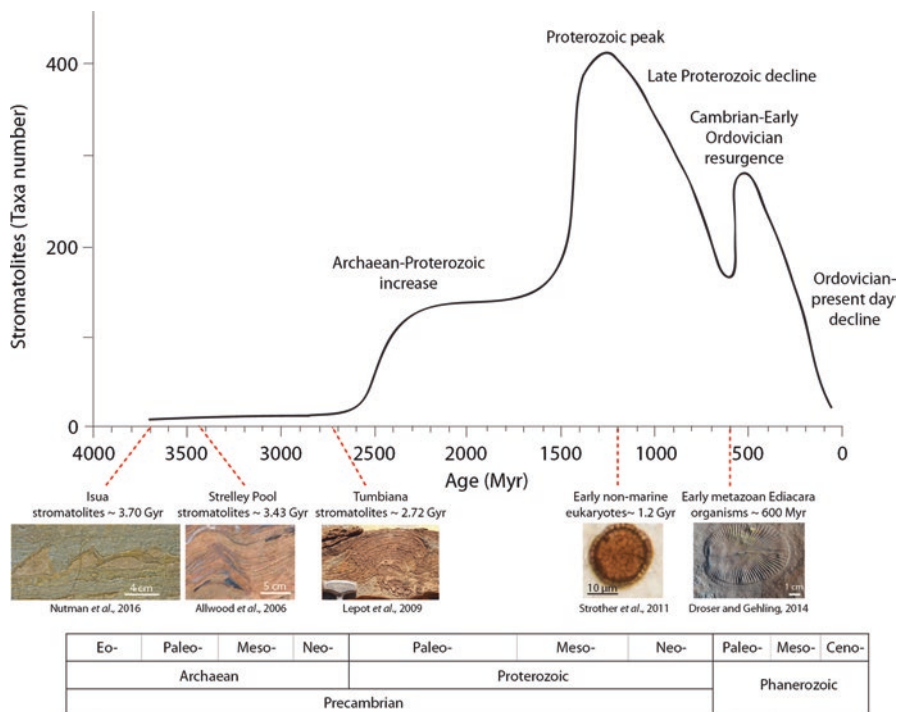 Stromatolites (Taxa number)
400
200
0
Proterozoic peak
Late Proterozoic decline
Cambrian-Early
Ordovician
resurgence
Archaean-Proterozoic
increase
Ordovician-
present day
decline
4000 3500 3000 2500 2000 1500 1000 500 0
Age (Myr)
Isua
stromatolites ~ 3.70 Gyr
4 cm
Nutman et al., 2016
Strelley Pool
stromatolites ~ 3.43 Gyr
5 cm
Allwood et al., 2006
Tumbiana
stromatolites ~ 2.72 Gyr
Lepot et al., 2009
Early non-marine
eukaryotes~ 1.2 Gyr
10 µm
Strother et al., 2011
Early metazoan Ediacara
organisms ~ 600 Myr
1 cm
Droser and Gehling, 2014
Eo- Paleo- Meso- Neo- Paleo- Meso- Neo- Paleo- Meso- Ceno-
Archaean Proterozoic Phanerozoic
Precambrian